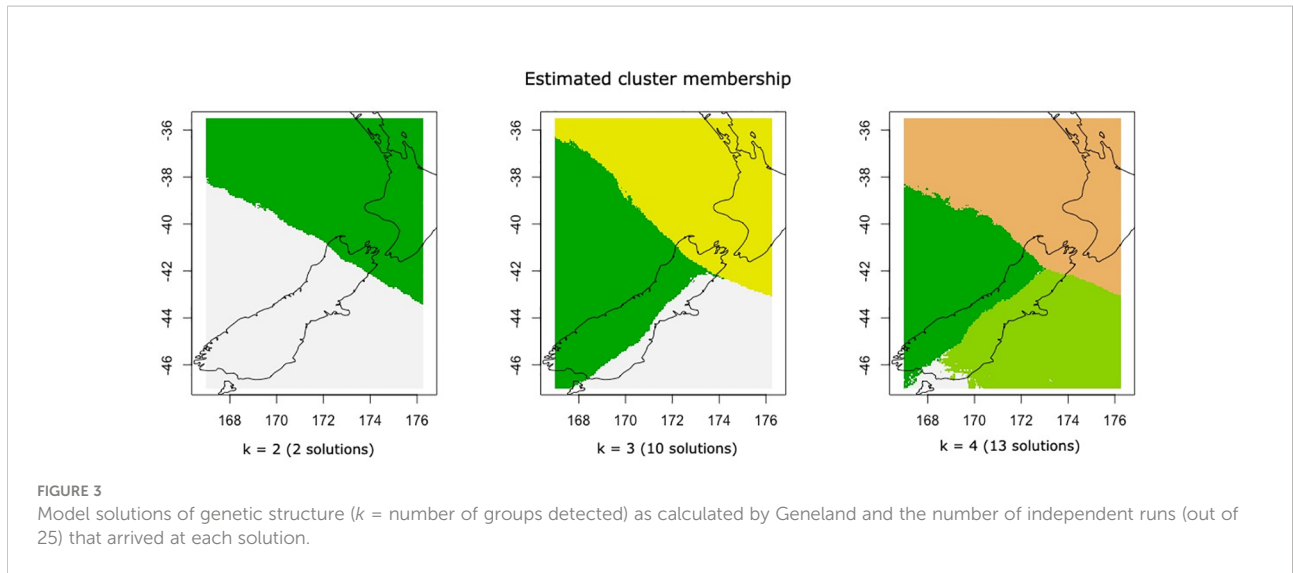 Estimated cluster membership
-36
-38
-40
-42
-44
-46
168 170 172 174 176
k = 2 (2 solutions)
-36
-38
-40
-42
-44
-46
168 170 172 174 176
k = 3 (10 solutions)
-36
-38
-40
-42
-44
-46
168 170 172 174 176
k = 4 (13 solutions)
FIGURE 3
Model solutions of genetic structure (k = number of groups detected) as calculated by Geneland and the number of independent runs (out of
25) that arrived at each solution.